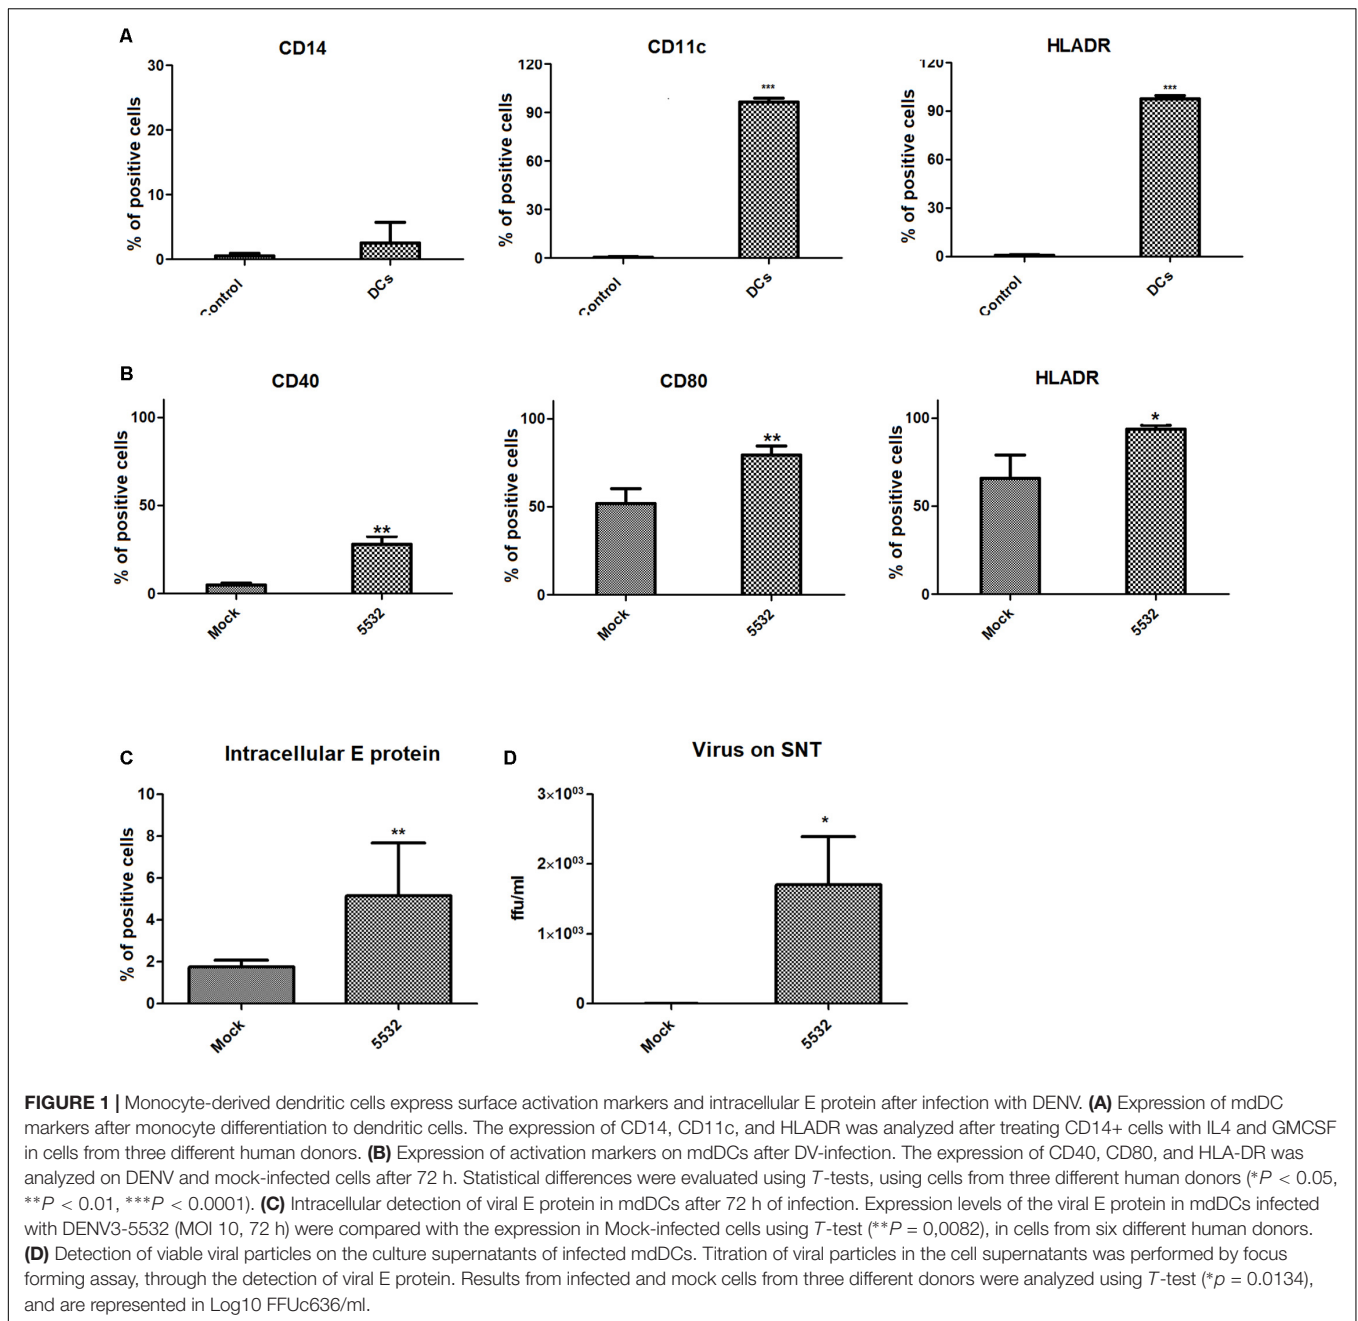 A
CD14
CD11c
HLADR
% of positive cells
30
20
10
0
Control
DCs
% of positive cells
120
90
60
30
0
***
Control
DCs
% of positive cells
120
90
60
30
0
***
Control
DCs
B
CD40
CD80
HLADR
% of positive cells
100
50
0
**
Mock
5532
% of positive cells
100
50
0
**
Mock
5532
% of positive cells
100
50
0
*
Mock
5532
C
Intracellular E protein
% of positive cells
10
8
6
4
2
0
**
Mock
5532
D
Virus on SNT
ffu/ml
3×10⁰³
2×10⁰³
1×10⁰³
0
*
Mock
5532
FIGURE 1 | Monocyte-derived dendritic cells express surface activation markers and intracellular E protein after infection with DENV. (A) Expression of mdDC
markers after monocyte differentiation to dendritic cells. The expression of CD14, CD11c, and HLADR was analyzed after treating CD14+ cells with IL4 and GMCSF
in cells from three different human donors. (B) Expression of activation markers on mdDCs after DV-infection. The expression of CD40, CD80, and HLA-DR was
analyzed on DENV and mock-infected cells after 72 h. Statistical differences were evaluated using T-tests, using cells from three different human donors (*P < 0.05,
**P < 0.01, ***P < 0.0001). (C) Intracellular detection of viral E protein in mdDCs after 72 h of infection. Expression levels of the viral E protein in mdDCs infected
with DENV3-5532 (MOI 10, 72 h) were compared with the expression in Mock-infected cells using T-test (**P = 0,0082), in cells from six different human donors.
(D) Detection of viable viral particles on the culture supernatants of infected mdDCs. Titration of viral particles in the cell supernatants was performed by focus
forming assay, through the detection of viral E protein. Results from infected and mock cells from three different donors were analyzed using T-test (*p = 0.0134),
and are represented in Log10 FFUc636/ml.